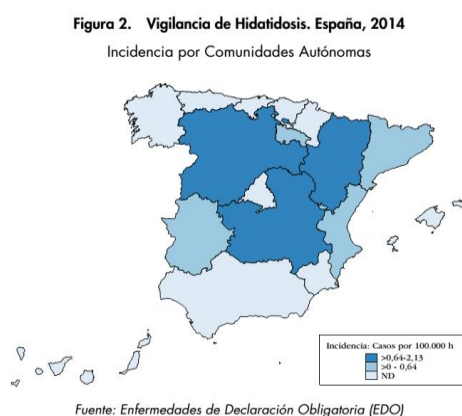 Figura 2. Vigilancia de Hidatidosis. España, 2014
Incidencia por Comunidades Autónomas
Incidencia: Casos por 100.000 h
>0,64-2,13
>0 - 0,64
ND
Fuente: Enfermedades de Declaración Obligatoria (EDO)